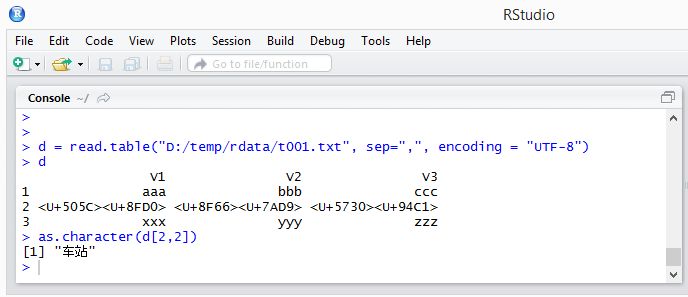 RStudio
File Edit Code View Plots Session Build Debug Tools Help
Go to file/function
Console ~/
>
>
> d = read.table("D:/temp/rdata/t001.txt", sep=",", encoding = "UTF-8")
> d
v1 v2 v3
1 aaa bbb ccc
2 <U+505C><U+8FD0> <U+8F66><U+7AD9> <U+5730><U+94C1>
3 xxx yyy zzz
> as.character(d[2,2])
[1] "车站"
>